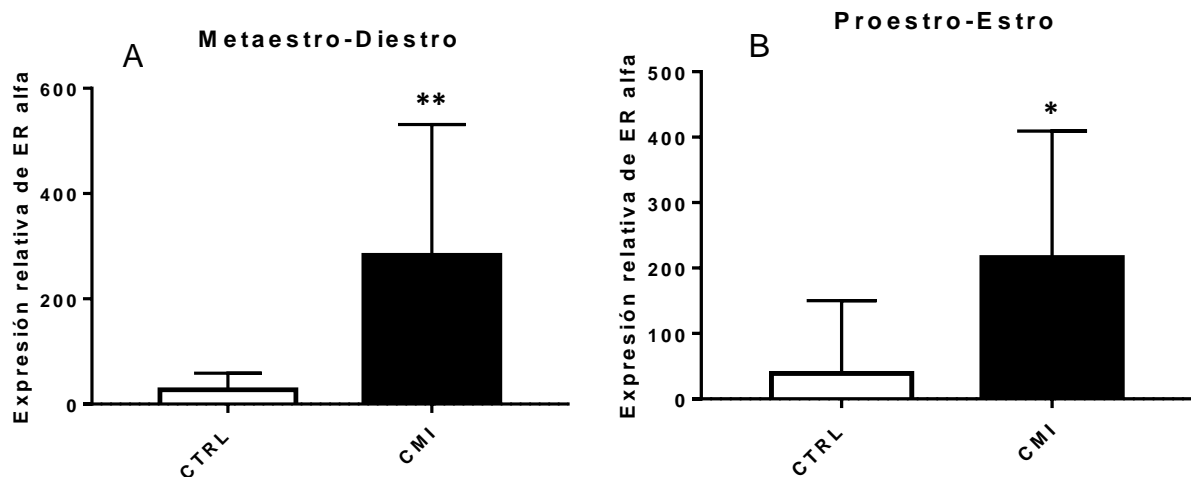 A
Metaestro-Diestro
Expresión relativa de ER alfa
600
400
200
0
**
CTRL
CMI
B
Proestro-Estro
Expresión relativa de ER alfa
500
400
300
200
100
0
*
CTRL
CMI